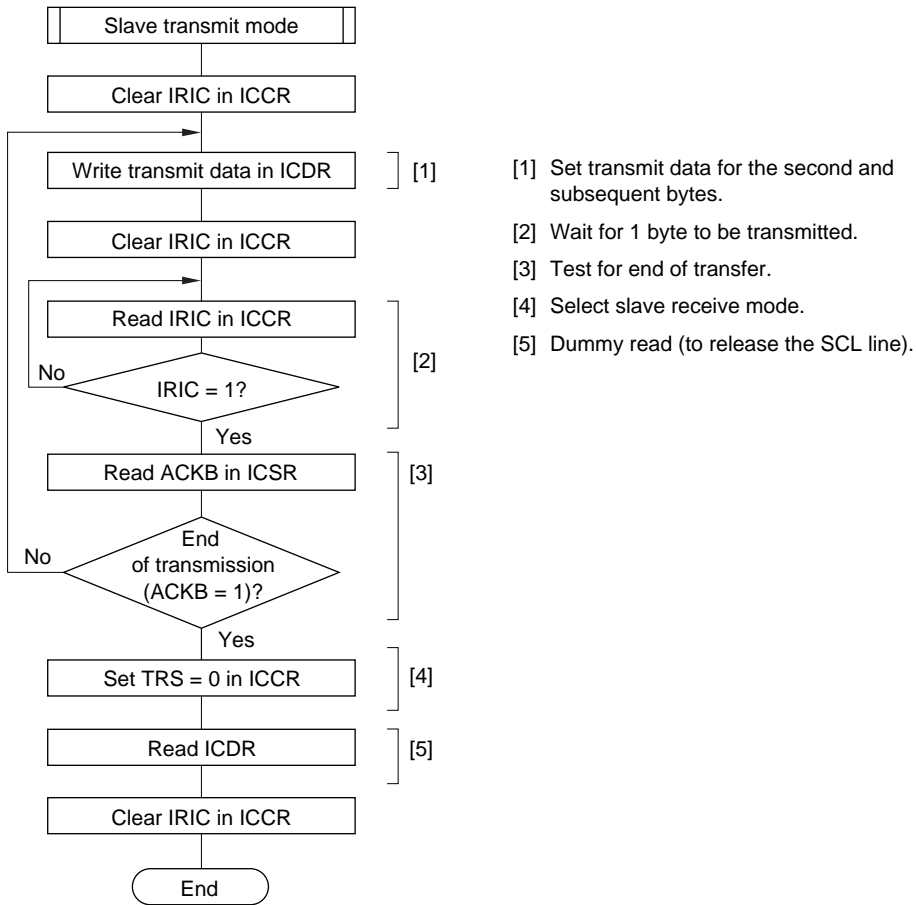 Slave transmit mode
Clear IRIC in ICCR
Write transmit data in ICDR
[1]
Clear IRIC in ICCR
Read IRIC in ICCR
[2]
No
IRIC = 1?
Yes
Read ACKB in ICSR
[3]
No
End
of transmission
(ACKB = 1)?
Yes
Set TRS = 0 in ICCR
[4]
Read ICDR
[5]
Clear IRIC in ICCR
End
[1] Set transmit data for the second and
subsequent bytes.
[2] Wait for 1 byte to be transmitted.
[3] Test for end of transfer.
[4] Select slave receive mode.
[5] Dummy read (to release the SCL line).